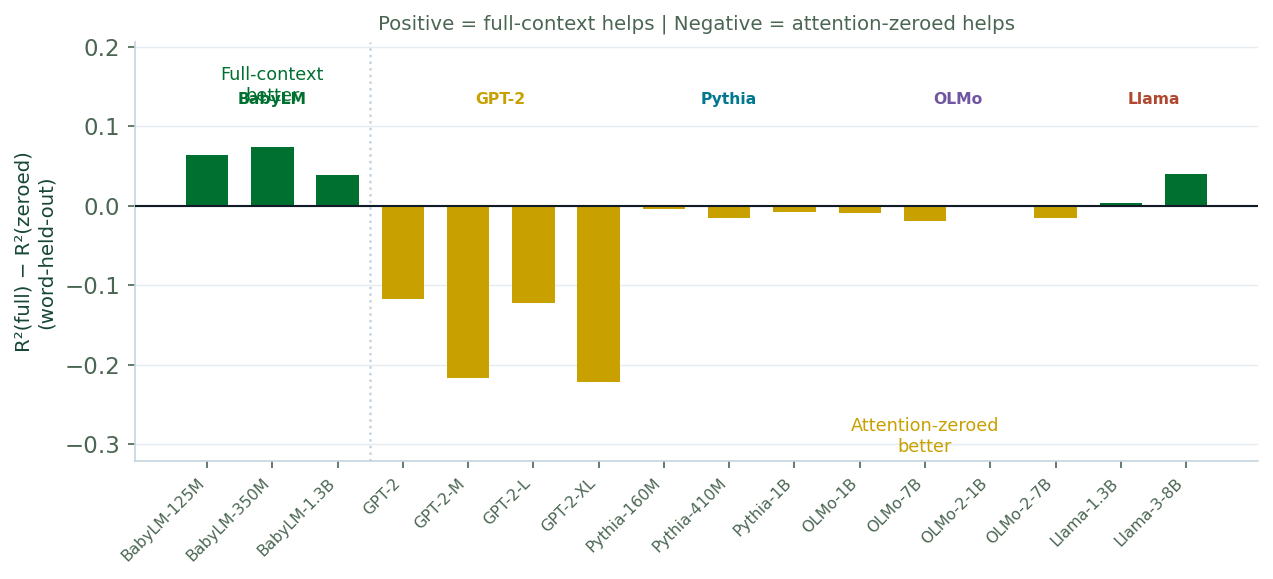 Positive = full-context helps | Negative = attention-zeroed helps
R²(full) − R²(zeroed)
(word-held-out)
0.2
0.1
0.0
−0.1
−0.2
−0.3
Full-context
better
BabyLM
GPT-2
Pythia
OLMo
Llama
Attention-zeroed
better
BabyLM-125M
BabyLM-350M
BabyLM-1.3B
GPT-2
GPT-2-M
GPT-2-L
GPT-2-XL
Pythia-160M
Pythia-410M
Pythia-1B
OLMo-1B
OLMo-7B
OLMo-2-1B
OLMo-2-7B
Llama-1.3B
Llama-3-8B